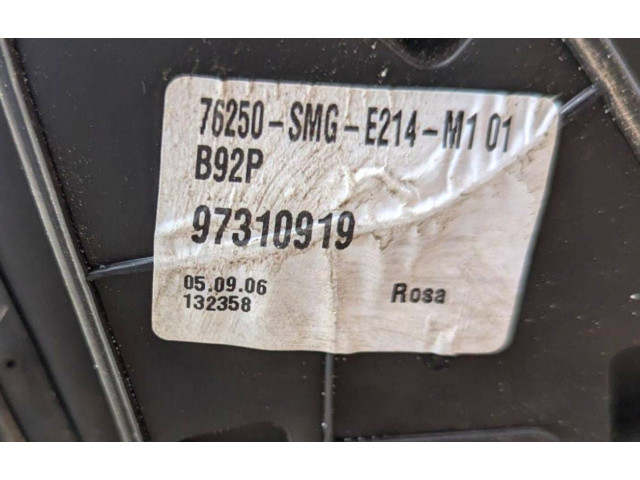 76250-SMG-E214-M1 01
B92P
97310919
05.09.06
132358
Rosa